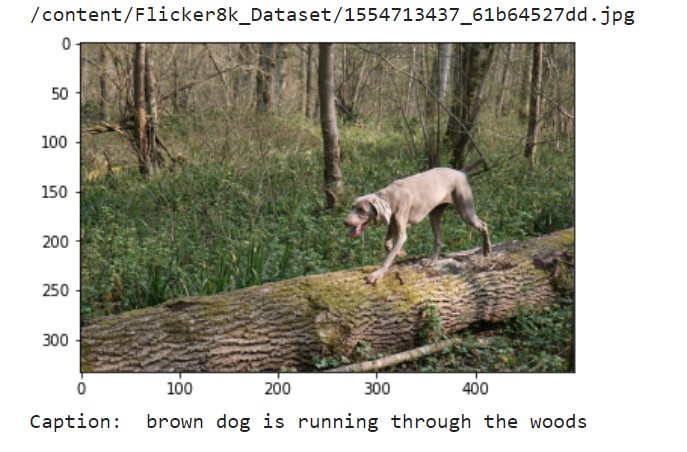 /content/Flicker8k_Dataset/1554713437_61b64527dd.jpg
0
50
100
150
200
250
300
0 100 200 300 400
Caption:  brown dog is running through the woods